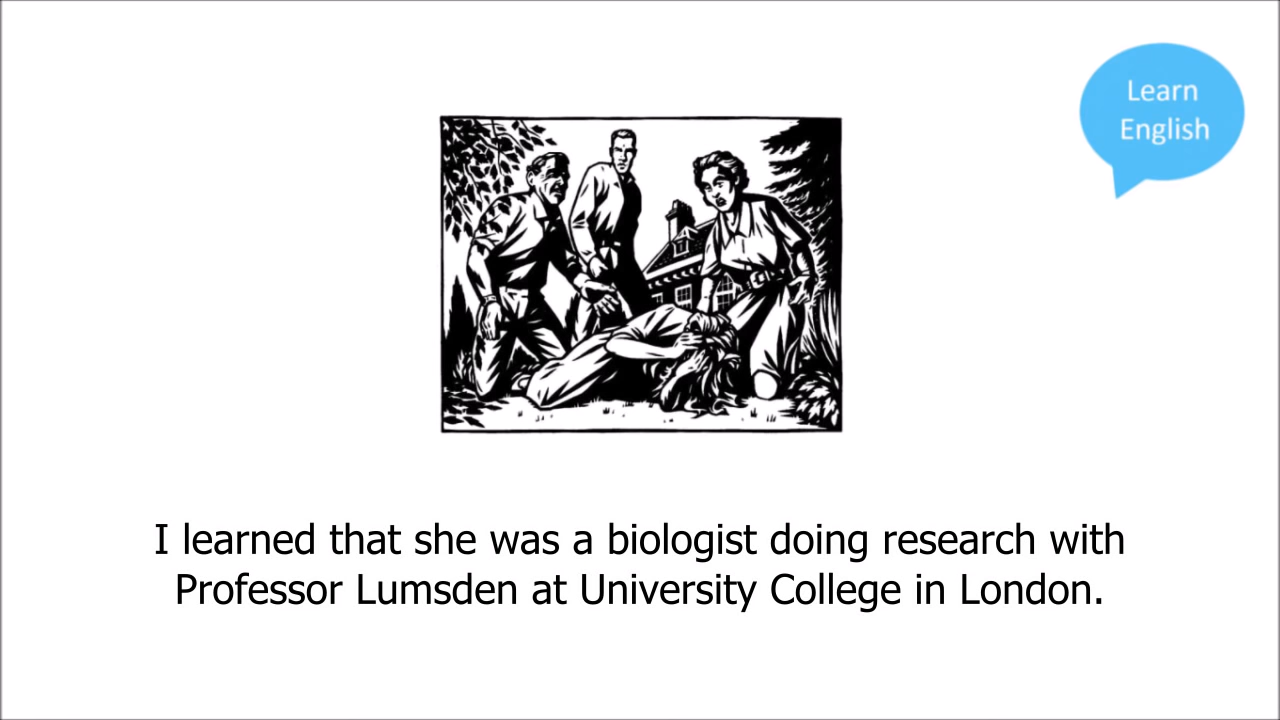 Learn
English
I learned that she was a biologist doing research with
Professor Lumsden at University College in London.